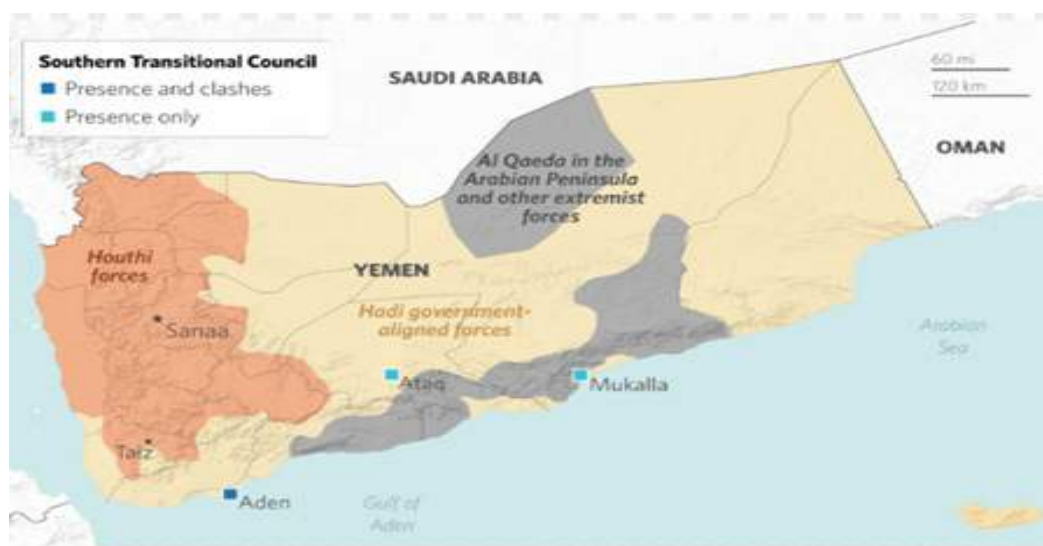 Southern Transitional Council
Presence and clashes
Presence only
SAUDI ARABIA
60 mi
120 km
OMAN
Al Qaeda in the
Arabian Peninsula
and other extremist
forces
Houthi
forces
YEMEN
Hadi government-
aligned forces
Sanaa
Arabian
Sea
Ataq
Mukalla
Taiz
Aden
Gulf of
Aden